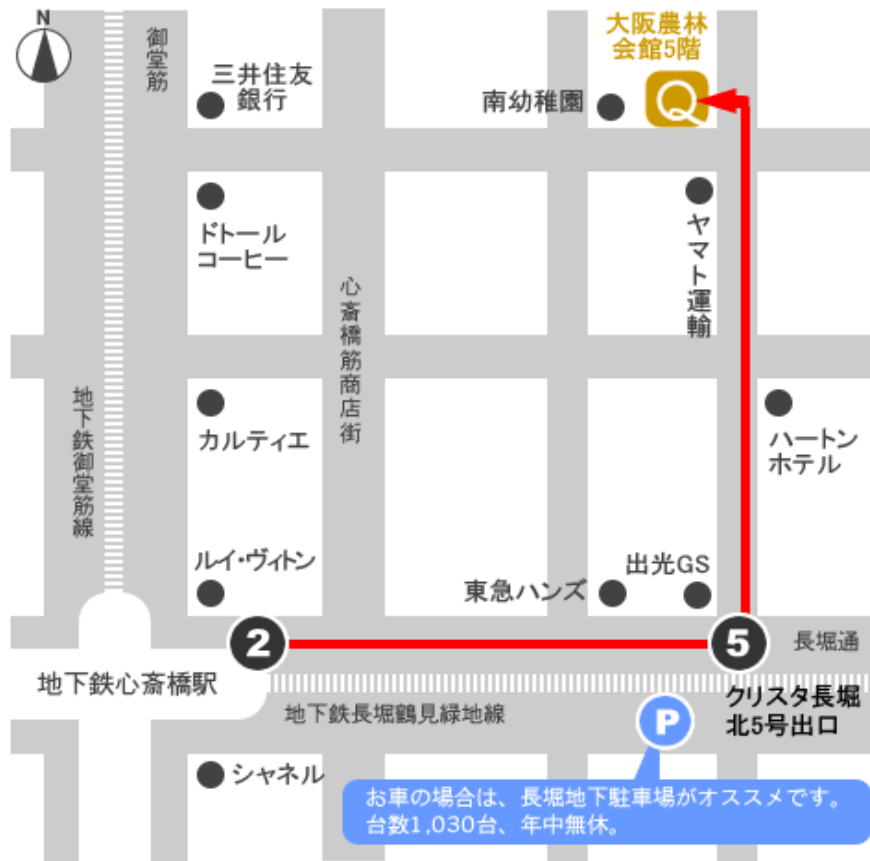 N
御堂筋
三井住友
銀行
大阪農林
会館5階
南幼稚園
Q
ドトール
コーヒー
ヤマト運輸
心斎橋筋商店街
地下鉄御堂筋線
カルティエ
ハートン
ホテル
ルイ・ヴィトン
東急ハンズ
出光GS
2
5
長堀通
地下鉄心斎橋駅
地下鉄長堀鶴見緑地線
P
クリスタ長堀
北5号出口
シャネル
お車の場合は、長堀地下駐車場がオススメです。
台数1,030台、年中無休。